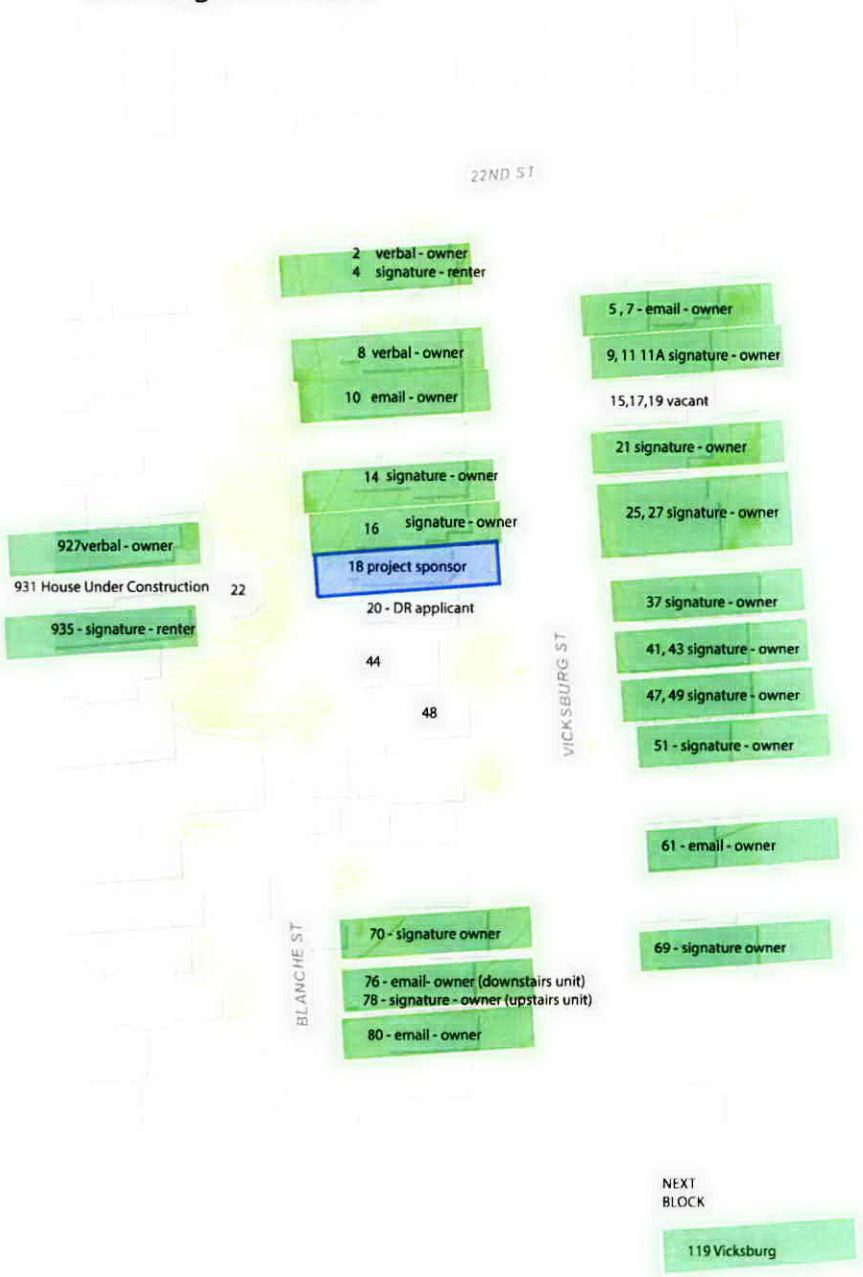 22ND ST
2 verbal - owner
4 signature - renter
8 verbal - owner
10 email - owner
14 signature - owner
16 signature - owner
18 project sponsor
20 - DR applicant
44
48
927verbal - owner
931 House Under Construction
22
935 - signature - renter
5 , 7 - email - owner
9, 11 11A signature - owner
15,17,19 vacant
21 signature - owner
25, 27 signature - owner
37 signature - owner
41, 43 signature - owner
47, 49 signature - owner
51 - signature - owner
61 - email - owner
69 - signature owner
VICKSBURG ST
BLANCHE ST
70 - signature owner
76 - email- owner (downstairs unit)
78 - signature - owner (upstairs unit)
80 - email - owner
NEXT
BLOCK
119 Vicksburg